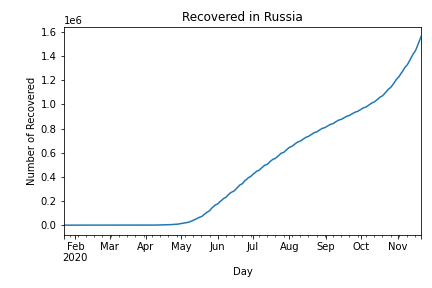 Recovered in Russia
1e6
1.6
1.4
1.2
1.0
0.8
0.6
0.4
0.2
0.0
Number of Recovered
Feb Mar Apr May Jun Jul Aug Sep Oct Nov
2020
Day